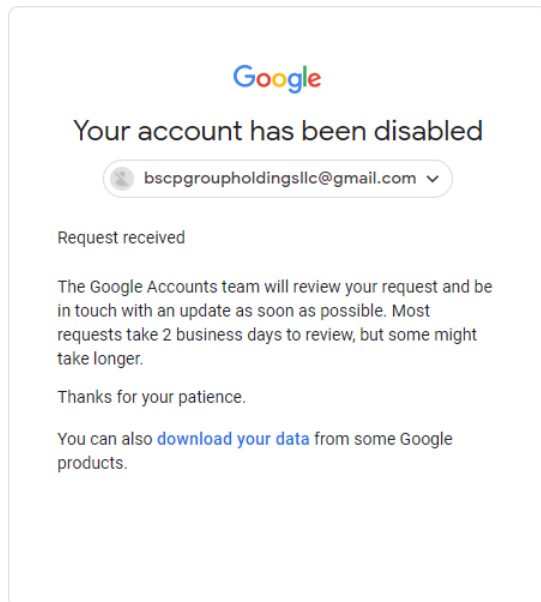 Google
Your account has been disabled
bscpgroupholdingsllc@gmail.com
Request received
The Google Accounts team will review your request and be
in touch with an update as soon as possible. Most
requests take 2 business days to review, but some might
take longer.
Thanks for your patience.
You can also download your data from some Google
products.